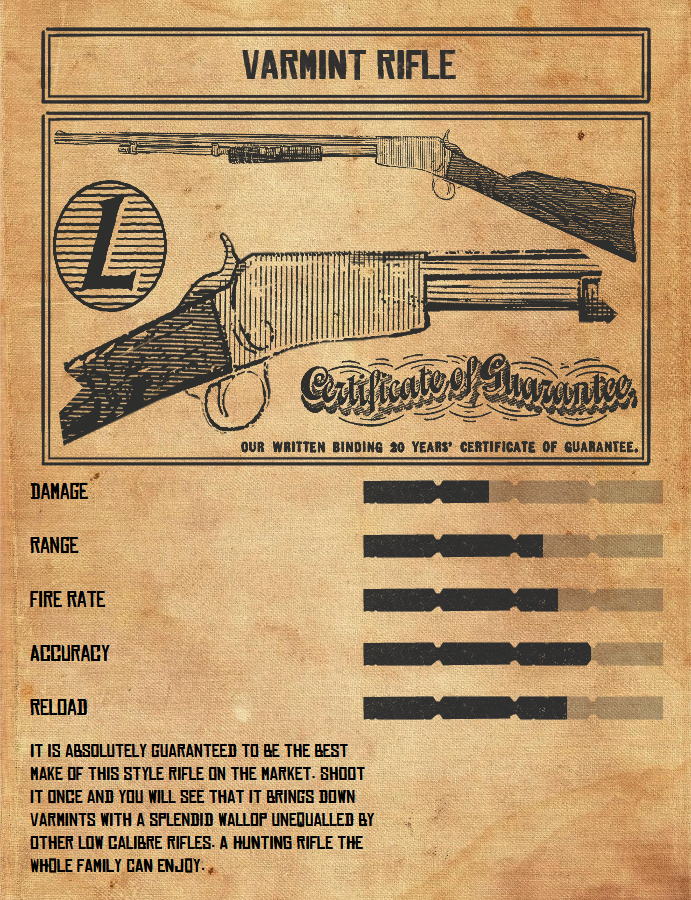 VARMINT RIFLE
L
Certificate of Guarantee.
OUR WRITTEN BINDING 20 YEARS' CERTIFICATE OF GUARANTEE.
DAMAGE
RANGE
FIRE RATE
ACCURACY
RELOAD
IT IS ABSOLUTELY GUARANTEED TO BE THE BEST
MAKE OF THIS STYLE RIFLE ON THE MARKET. SHOOT
IT ONCE AND YOU WILL SEE THAT IT BRINGS DOWN
VARMINTS WITH A SPLENDID WALLOP UNEQUALLED BY
OTHER LOW CALIBRE RIFLES. A HUNTING RIFLE THE
WHOLE FAMILY CAN ENJOY.